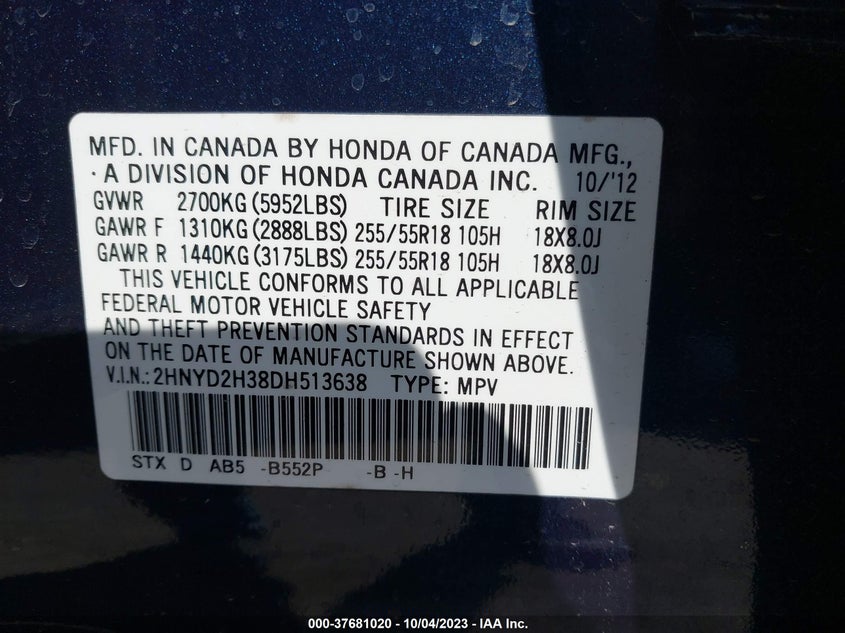 MFD. IN CANADA BY HONDA OF CANADA MFG.,
· A DIVISION OF HONDA CANADA INC. 10/'12
GVWR 2700KG (5952LBS) TIRE SIZE RIM SIZE
GAWR F 1310KG (2888LBS) 255/55R18 105H 18X8.0J
GAWR R 1440KG (3175LBS) 255/55R18 105H 18X8.0J
THIS VEHICLE CONFORMS TO ALL APPLICABLE
FEDERAL MOTOR VEHICLE SAFETY
AND THEFT PREVENTION STANDARDS IN EFFECT
ON THE DATE OF MANUFACTURE SHOWN ABOVE.
V.I.N.: 2HNYD2H38DH513638 TYPE: MPV
STX D AB5 -B552P -B -H
000-37681020 - 10/04/2023 - IAA Inc.